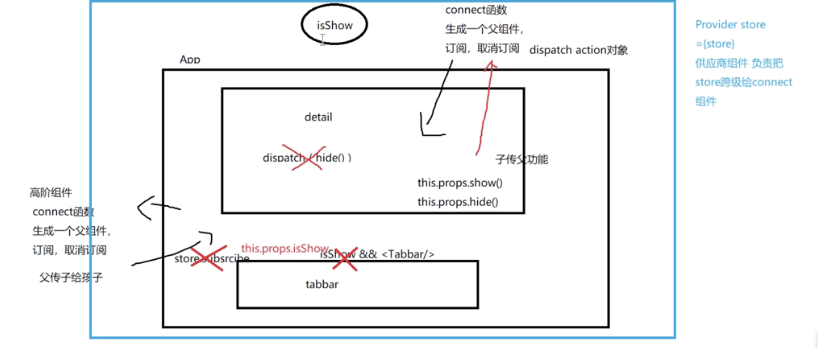 isShow
connect函数
生成一个父组件，
订阅，取消订阅
dispatch action对象
Provider store
={store}
供应商组件 负责把
store跨级给connect
组件
App
detail
dispatch ( hide() )
子传父功能
this.props.show()
this.props.hide()
高阶组件
connect函数
生成一个父组件，
订阅，取消订阅
父传子给孩子
store.subsrcibe
this.props.isShow
isShow && <Tabbar/>
tabbar